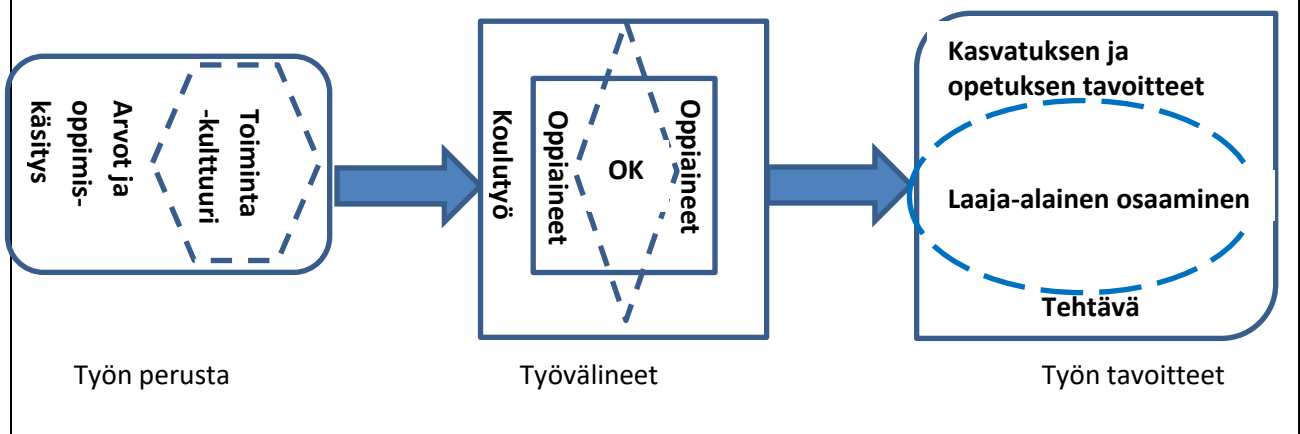 Arvot ja
oppimis-
käsitys
Toiminta
-kulttuuri
Koulutyö
Oppiaineet
OK
Oppiaineet
Kasvatuksen ja
opetuksen tavoitteet
Laaja-alainen osaaminen
Tehtävä
Työn perusta
Työvälineet
Työn tavoitteet